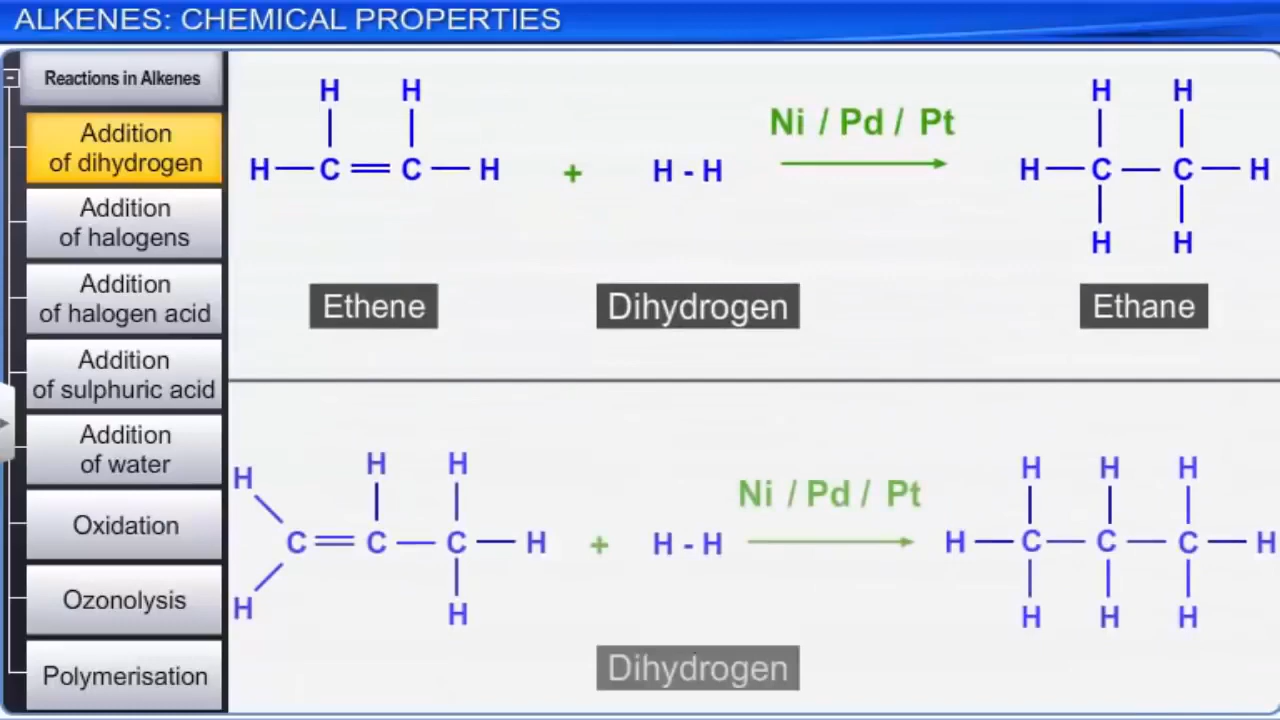 ALKENES: CHEMICAL PROPERTIES
Reactions in Alkenes
Addition
of dihydrogen
Addition
of halogens
Addition
of halogen acid
Addition
of sulphuric acid
Addition
of water
Oxidation
Ozonolysis
Polymerisation
H H
H C C H + H - H Ni / Pd / Pt
Ethene
Dihydrogen
H H
H C C H
H H
Ethane
H H H
C C C H + H - H Ni / Pd / Pt
H H
Dihydrogen
H H H
H C C C H
H H H